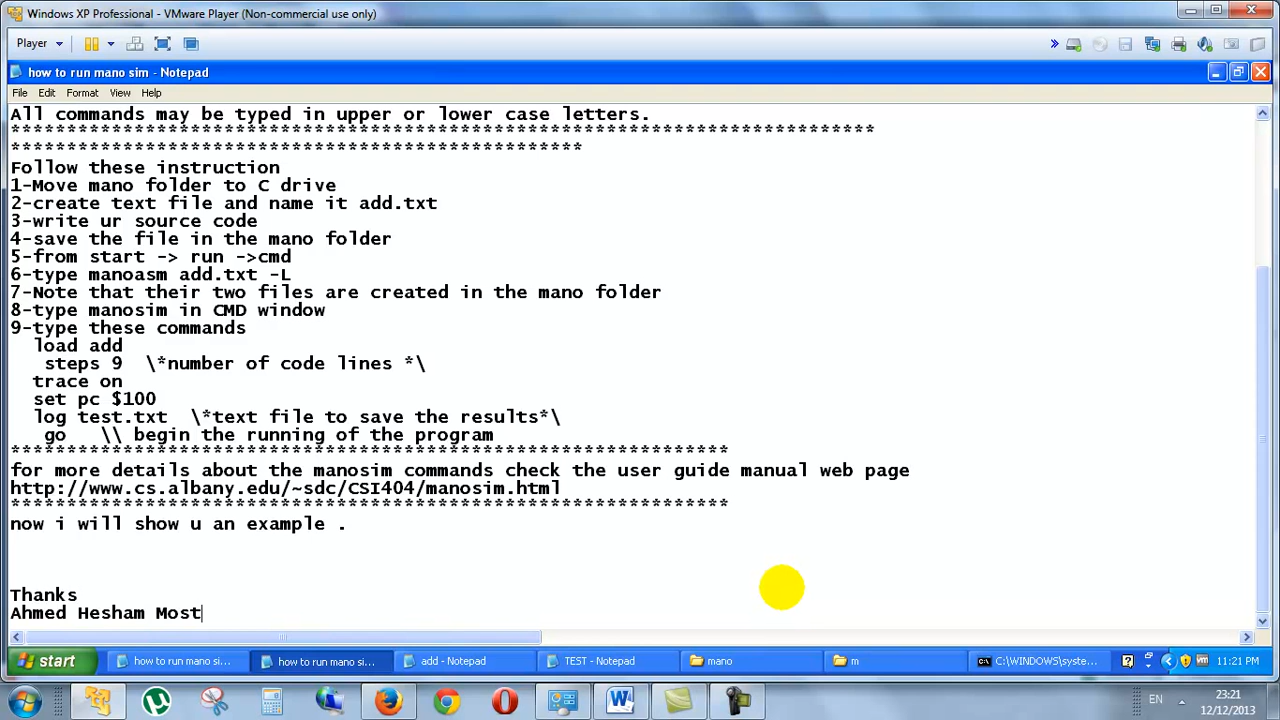 Windows XP Professional - VMware Player (Non-commercial use only)
Player
how to run mano sim - Notepad
File Edit Format View Help
All commands may be typed in upper or lower case letters.
*****************************************************************************
***************************************************
Follow these instruction
1-Move mano folder to C drive
2-create text file and name it add.txt
3-write ur source code
4-save the file in the mano folder
5-from start -> run ->cmd
6-type manoasm add.txt -L
7-Note that their two files are created in the mano folder
8-type manosim in CMD window
9-type these commands
load add
steps 9 \*number of code lines *\
trace on
set pc $100
log test.txt \*text file to save the results*\
go \\ begin the running of the program
****************************************************************
for more details about the manosim commands check the user guide manual web page
http://www.cs.albany.edu/~sdc/CSI404/manosim.html
****************************************************************
now i will show u an example .
Thanks
Ahmed Hesham Most
start how to run mano si... how to run mano si... add - Notepad TEST - Notepad mano m C:\WINDOWS\syste... 11:21 PM
EN 23:21
12/12/2013